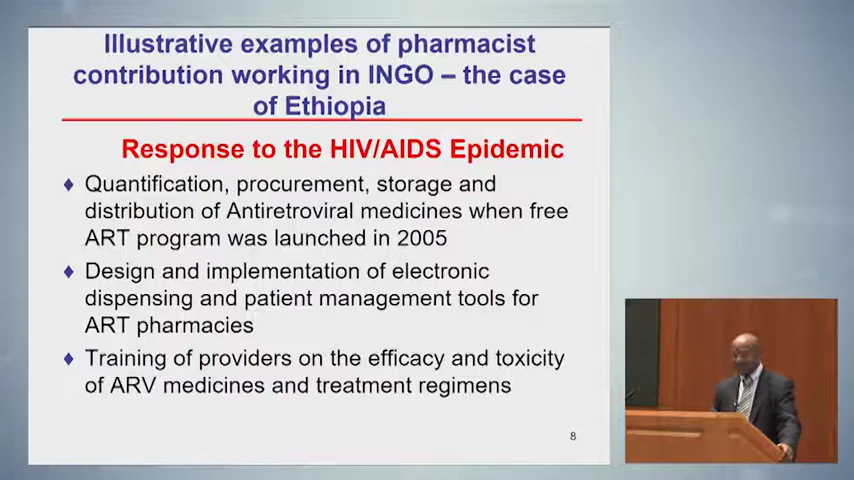 Illustrative examples of pharmacist
contribution working in INGO – the case
of Ethiopia
Response to the HIV/AIDS Epidemic
♦ Quantification, procurement, storage and
distribution of Antiretroviral medicines when free
ART program was launched in 2005
♦ Design and implementation of electronic
dispensing and patient management tools for
ART pharmacies
♦ Training of providers on the efficacy and toxicity
of ARV medicines and treatment regimens
8